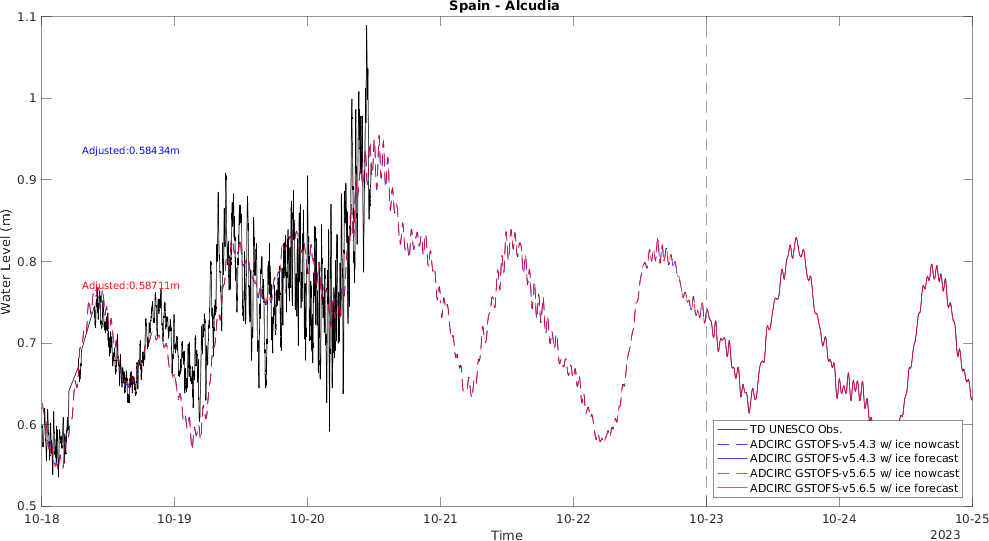 Spain - Alcudia
Water Level (m)
1.1
1
0.9
0.8
0.7
0.6
0.5
Adjusted:0.58434m
Adjusted:0.58711m
TD UNESCO Obs.
ADCIRC GSTOFS-v5.4.3 w/ ice nowcast
ADCIRC GSTOFS-v5.4.3 w/ ice forecast
ADCIRC GSTOFS-v5.6.5 w/ ice nowcast
ADCIRC GSTOFS-v5.6.5 w/ ice forecast
10-18 10-19 10-20 10-21 10-22 10-23 10-24 10-25
Time
2023